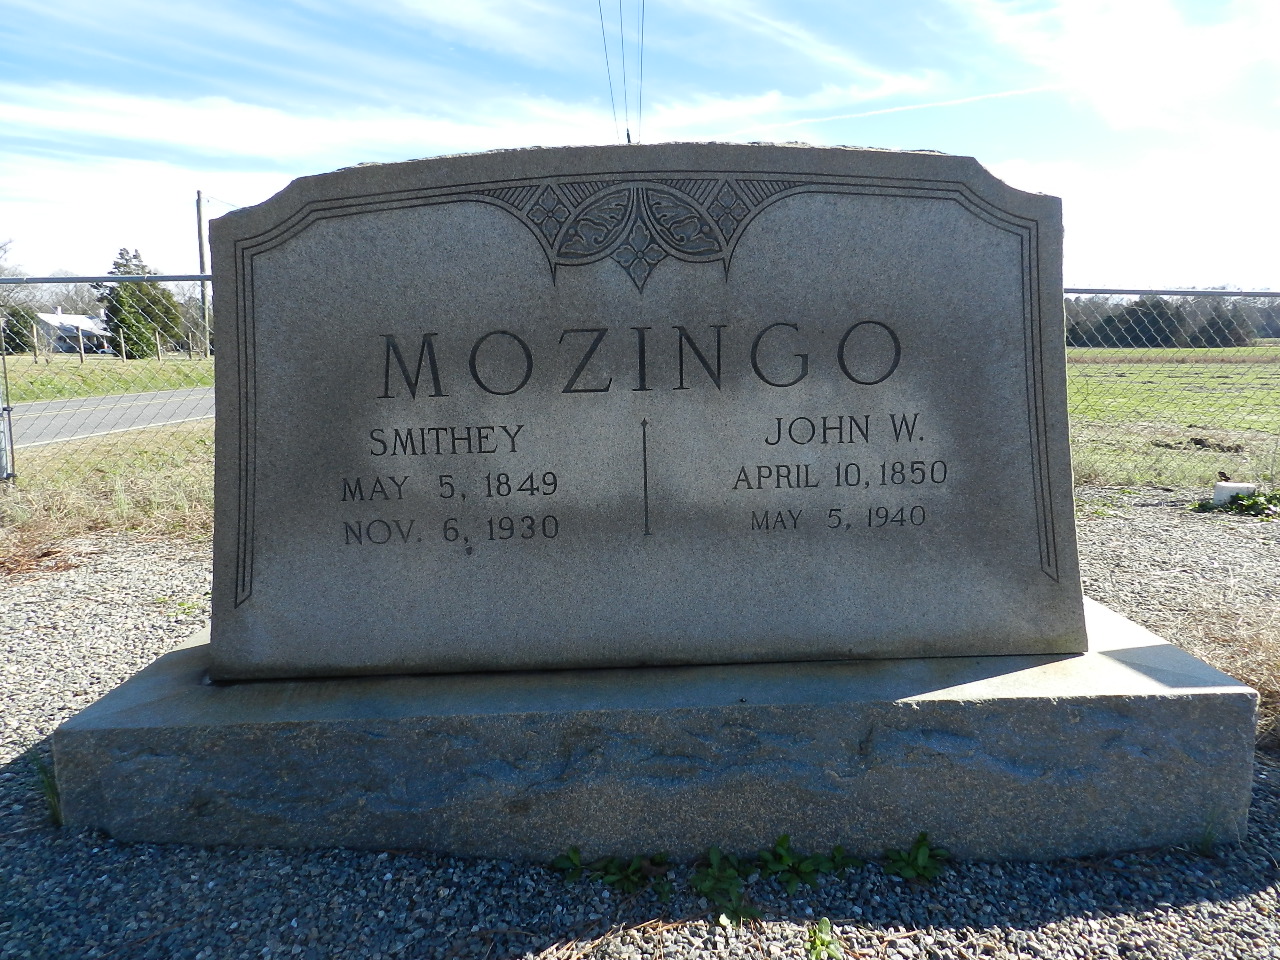 MOZINGO
SMITHEY
MAY 5, 1849
NOV. 6, 1930
JOHN W.
APRIL 10, 1850
MAY 5, 1940